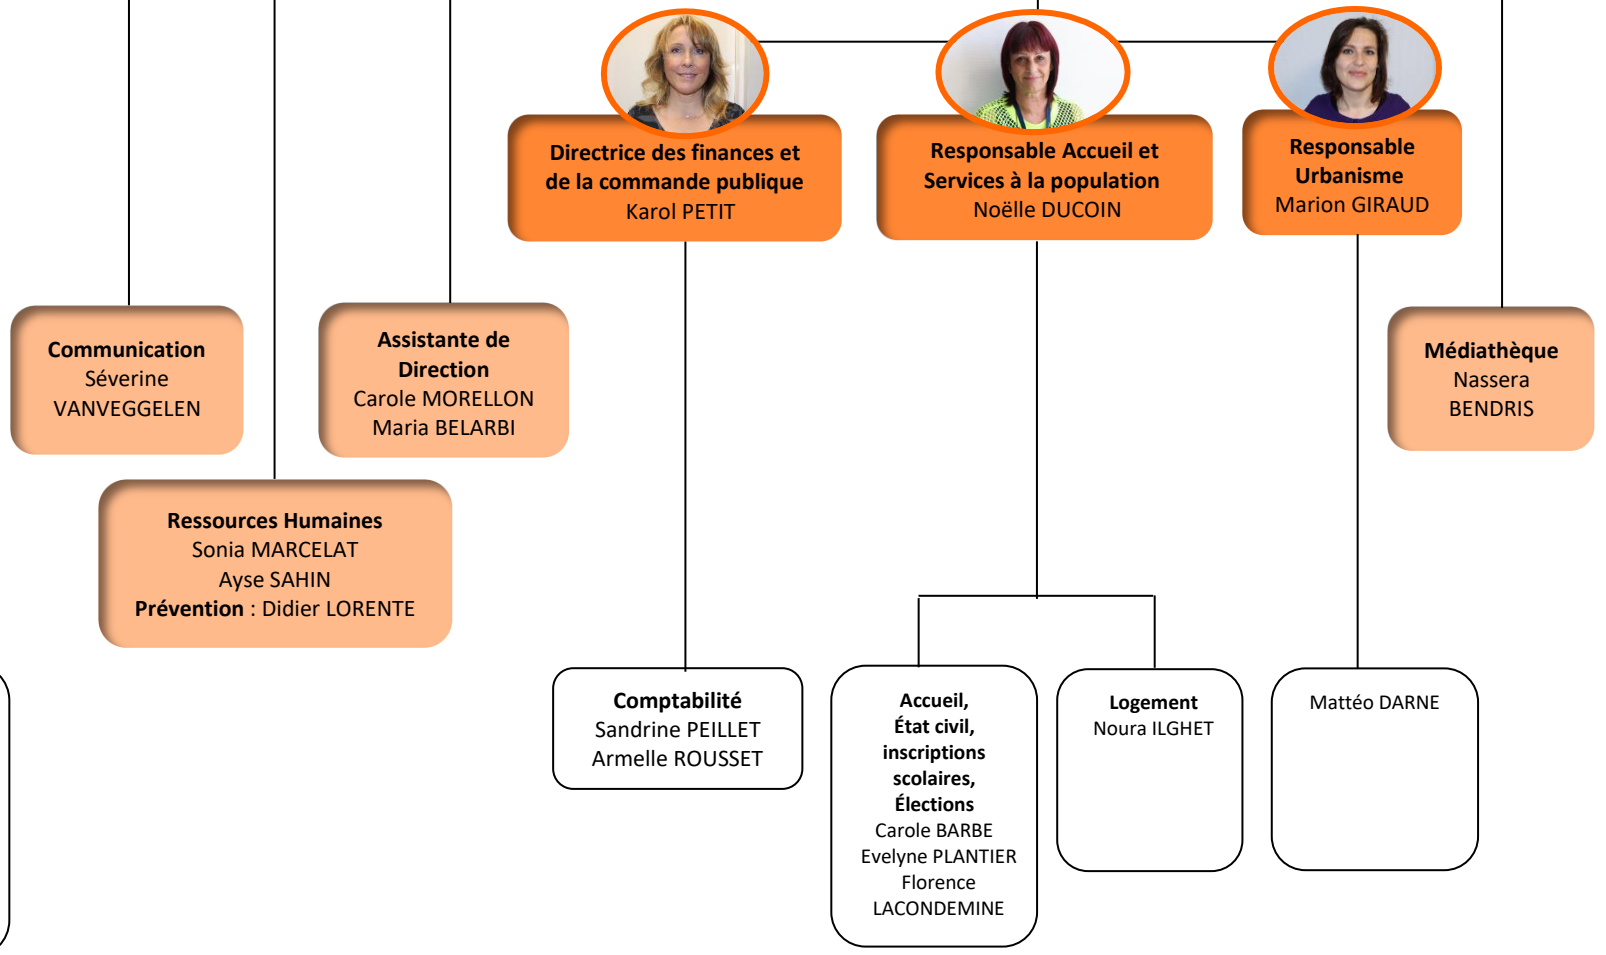 Directrice des finances et
de la commande publique
Karol PETIT
Responsable Accueil et
Services à la population
Noëlle DUCOIN
Responsable
Urbanisme
Marion GIRAUD
Communication
Séverine
VANVEGGELEN
Assistante de
Direction
Carole MORELLON
Maria BELARBI
Médiathèque
Nassera
BENDRIS
Ressources Humaines
Sonia MARCELAT
Ayse SAHIN
Prévention : Didier LORENTE
Comptabilité
Sandrine PEILLET
Armelle ROUSSET
Accueil,
État civil,
inscriptions
scolaires,
Élections
Carole BARBE
Evelyne PLANTIER
Florence
LACONDEMINE
Logement
Noura ILGHET
Mattéo DARNE